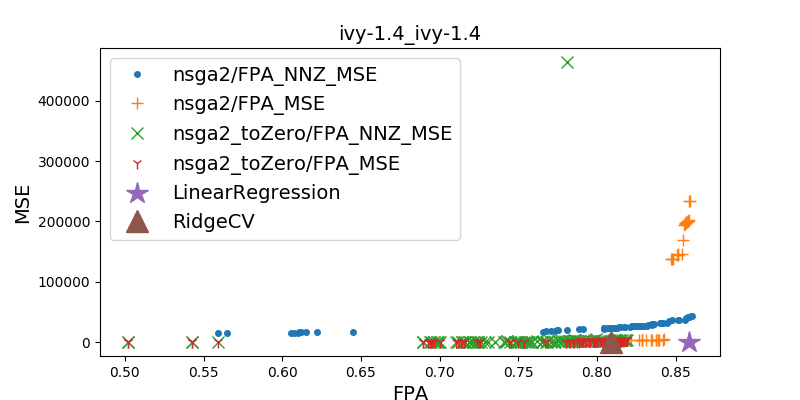 ivy-1.4_ivy-1.4
nsga2/FPA_NNZ_MSE
nsga2/FPA_MSE
nsga2_toZero/FPA_NNZ_MSE
nsga2_toZero/FPA_MSE
LinearRegression
RidgeCV
MSE
400000
300000
200000
100000
0
0.50 0.55 0.60 0.65 0.70 0.75 0.80 0.85
FPA